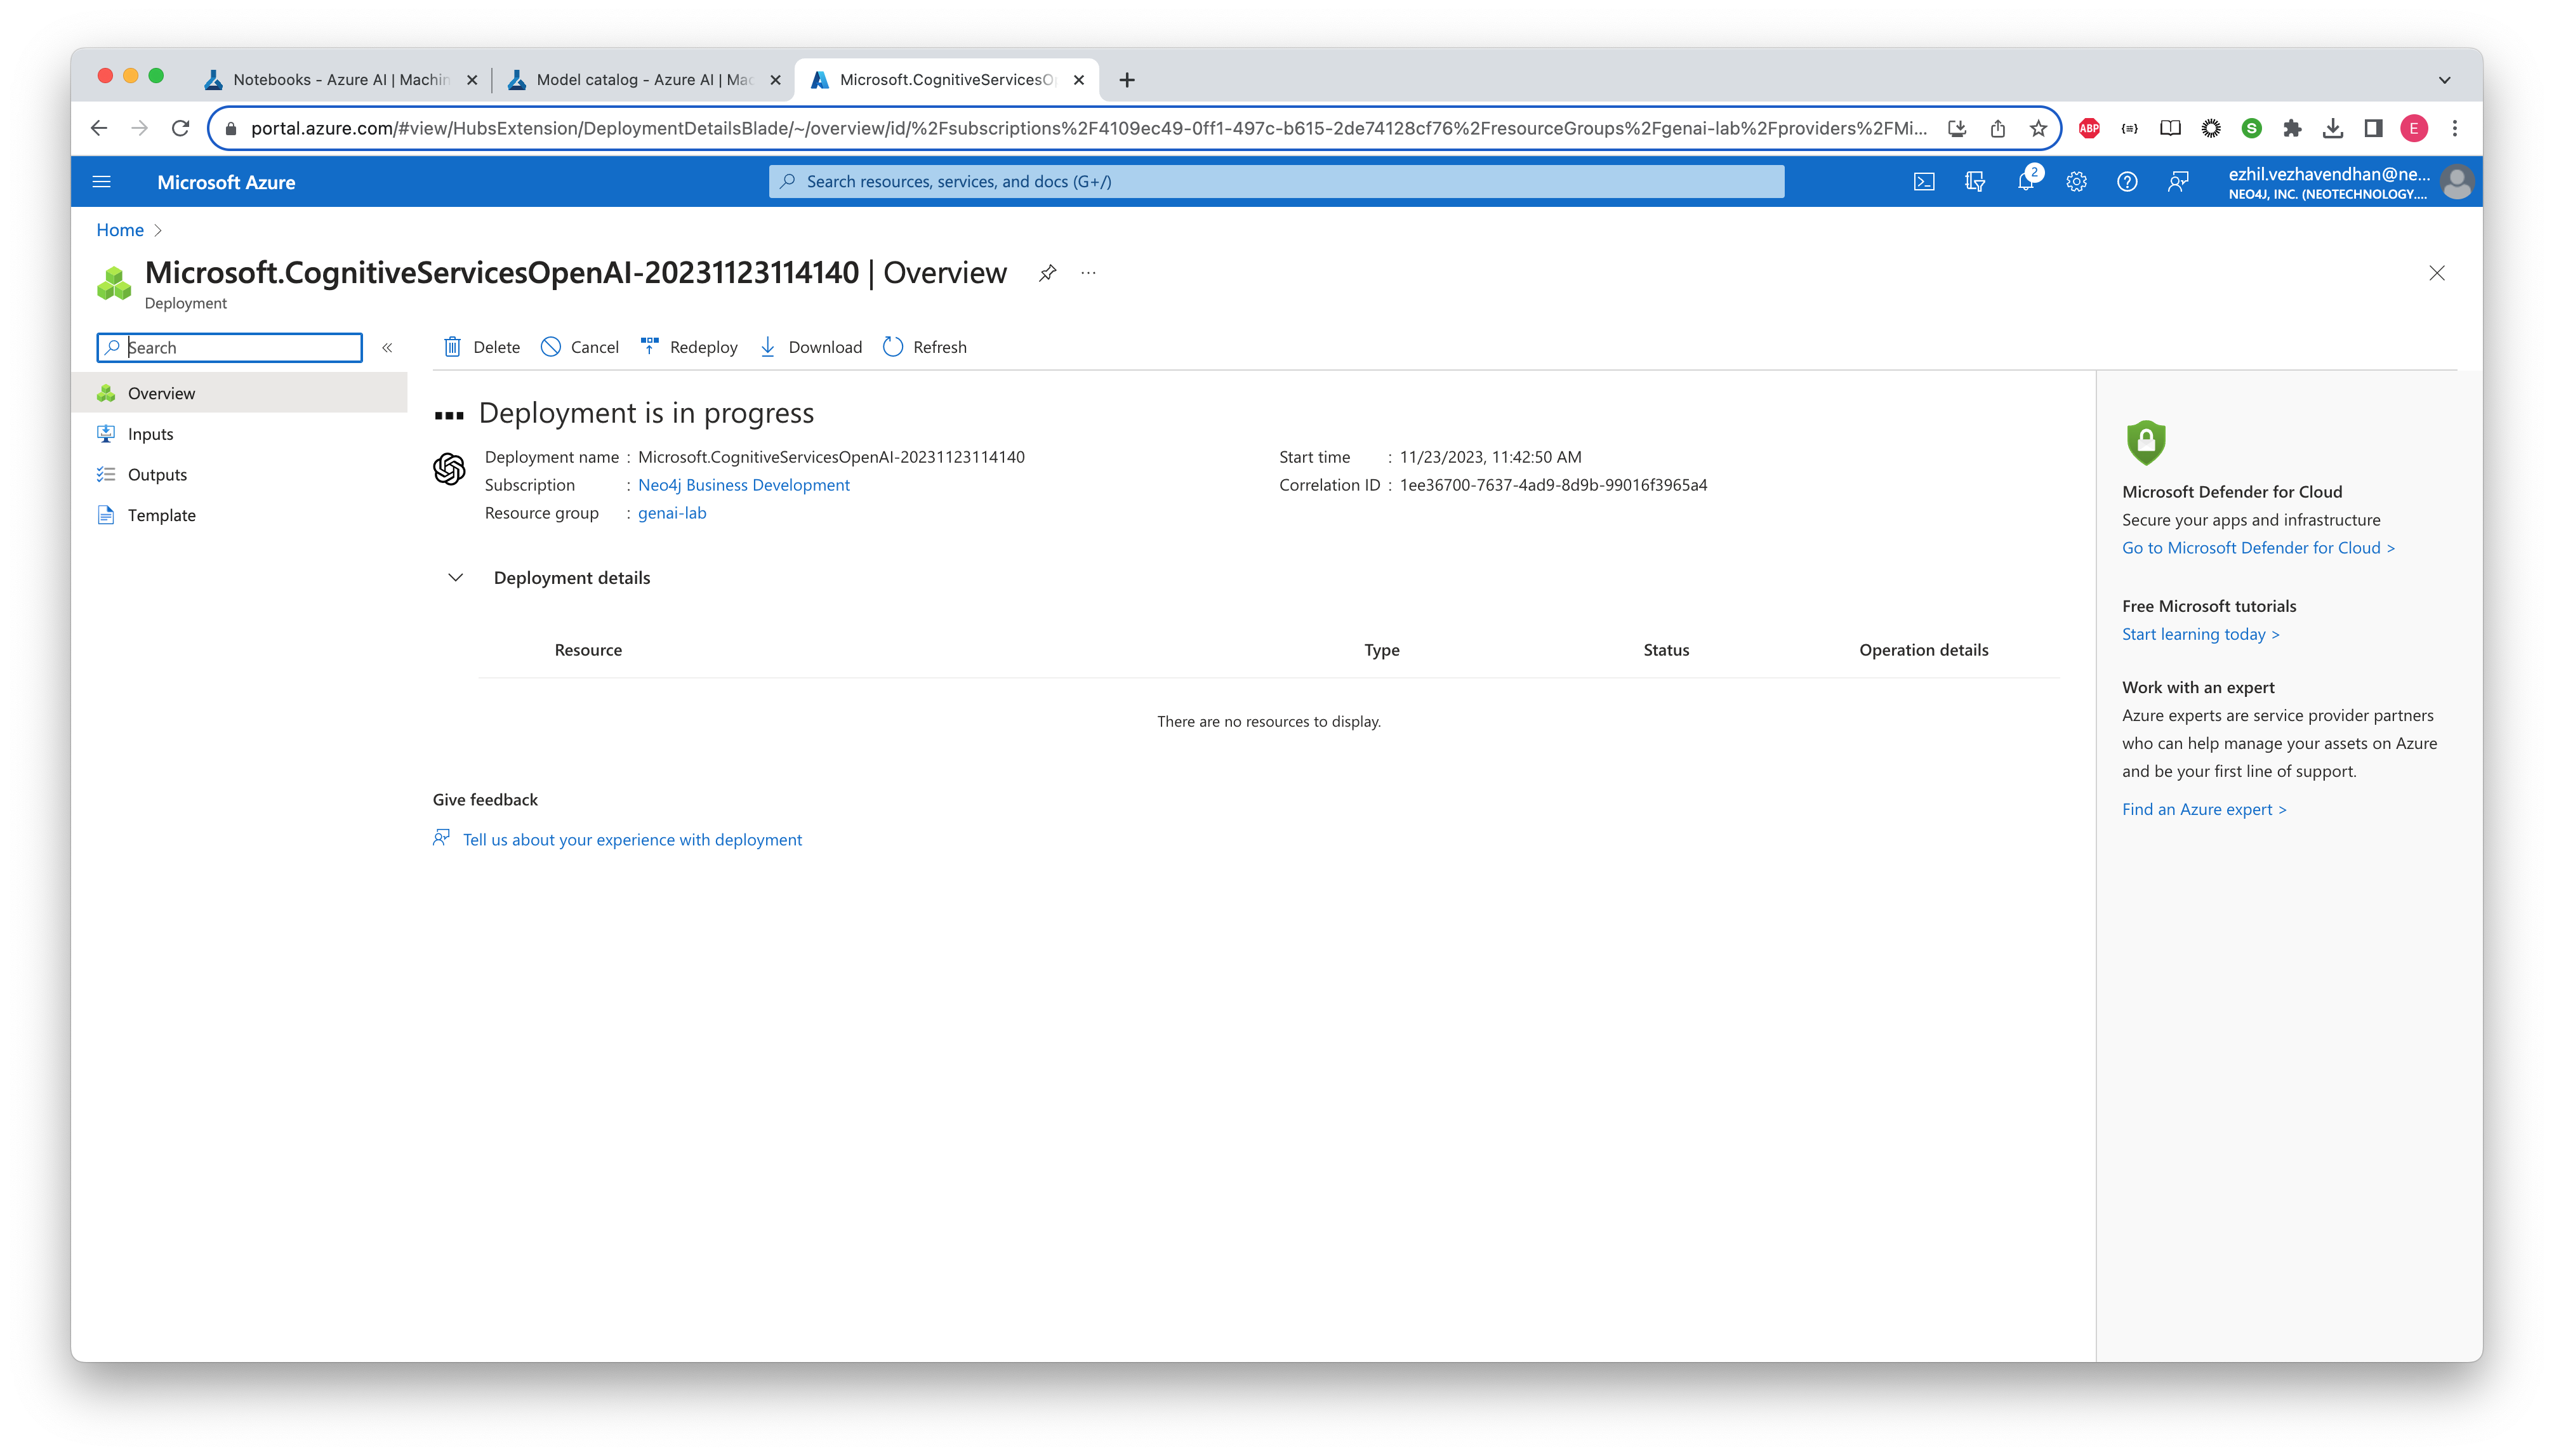 Notebooks - Azure AI | Machin
Model catalog - Azure AI | Mac
Microsoft.CognitiveServicesO
portal.azure.com/#view/HubsExtension/DeploymentDetailsBlade/~/overview/id/%2Fsubscriptions%2F4109ec49-0ff1-497c-b615-2de74128cf76%2FresourceGroups%2Fgenai-lab%2Fproviders%2FMi...
ABP
S
E
Microsoft Azure
Search resources, services, and docs (G+/)
2
ezhil.vezhavendhan@ne...
NEO4J, INC. (NEOTECHNOLOGY....
Home >
Microsoft.CognitiveServicesOpenAI-20231123114140 | Overview
...
Deployment
Search
«
Delete
Cancel
Redeploy
Download
Refresh
Overview
Inputs
Outputs
Template
Deployment is in progress
Deployment name : Microsoft.CognitiveServicesOpenAI-20231123114140
Subscription : Neo4j Business Development
Resource group : genai-lab
Start time : 11/23/2023, 11:42:50 AM
Correlation ID : 1ee36700-7637-4ad9-8d9b-99016f3965a4
Deployment details
Resource Type Status Operation details
There are no resources to display.
Give feedback
Tell us about your experience with deployment
Microsoft Defender for Cloud
Secure your apps and infrastructure
Go to Microsoft Defender for Cloud >
Free Microsoft tutorials
Start learning today >
Work with an expert
Azure experts are service provider partners
who can help manage your assets on Azure
and be your first line of support.
Find an Azure expert >